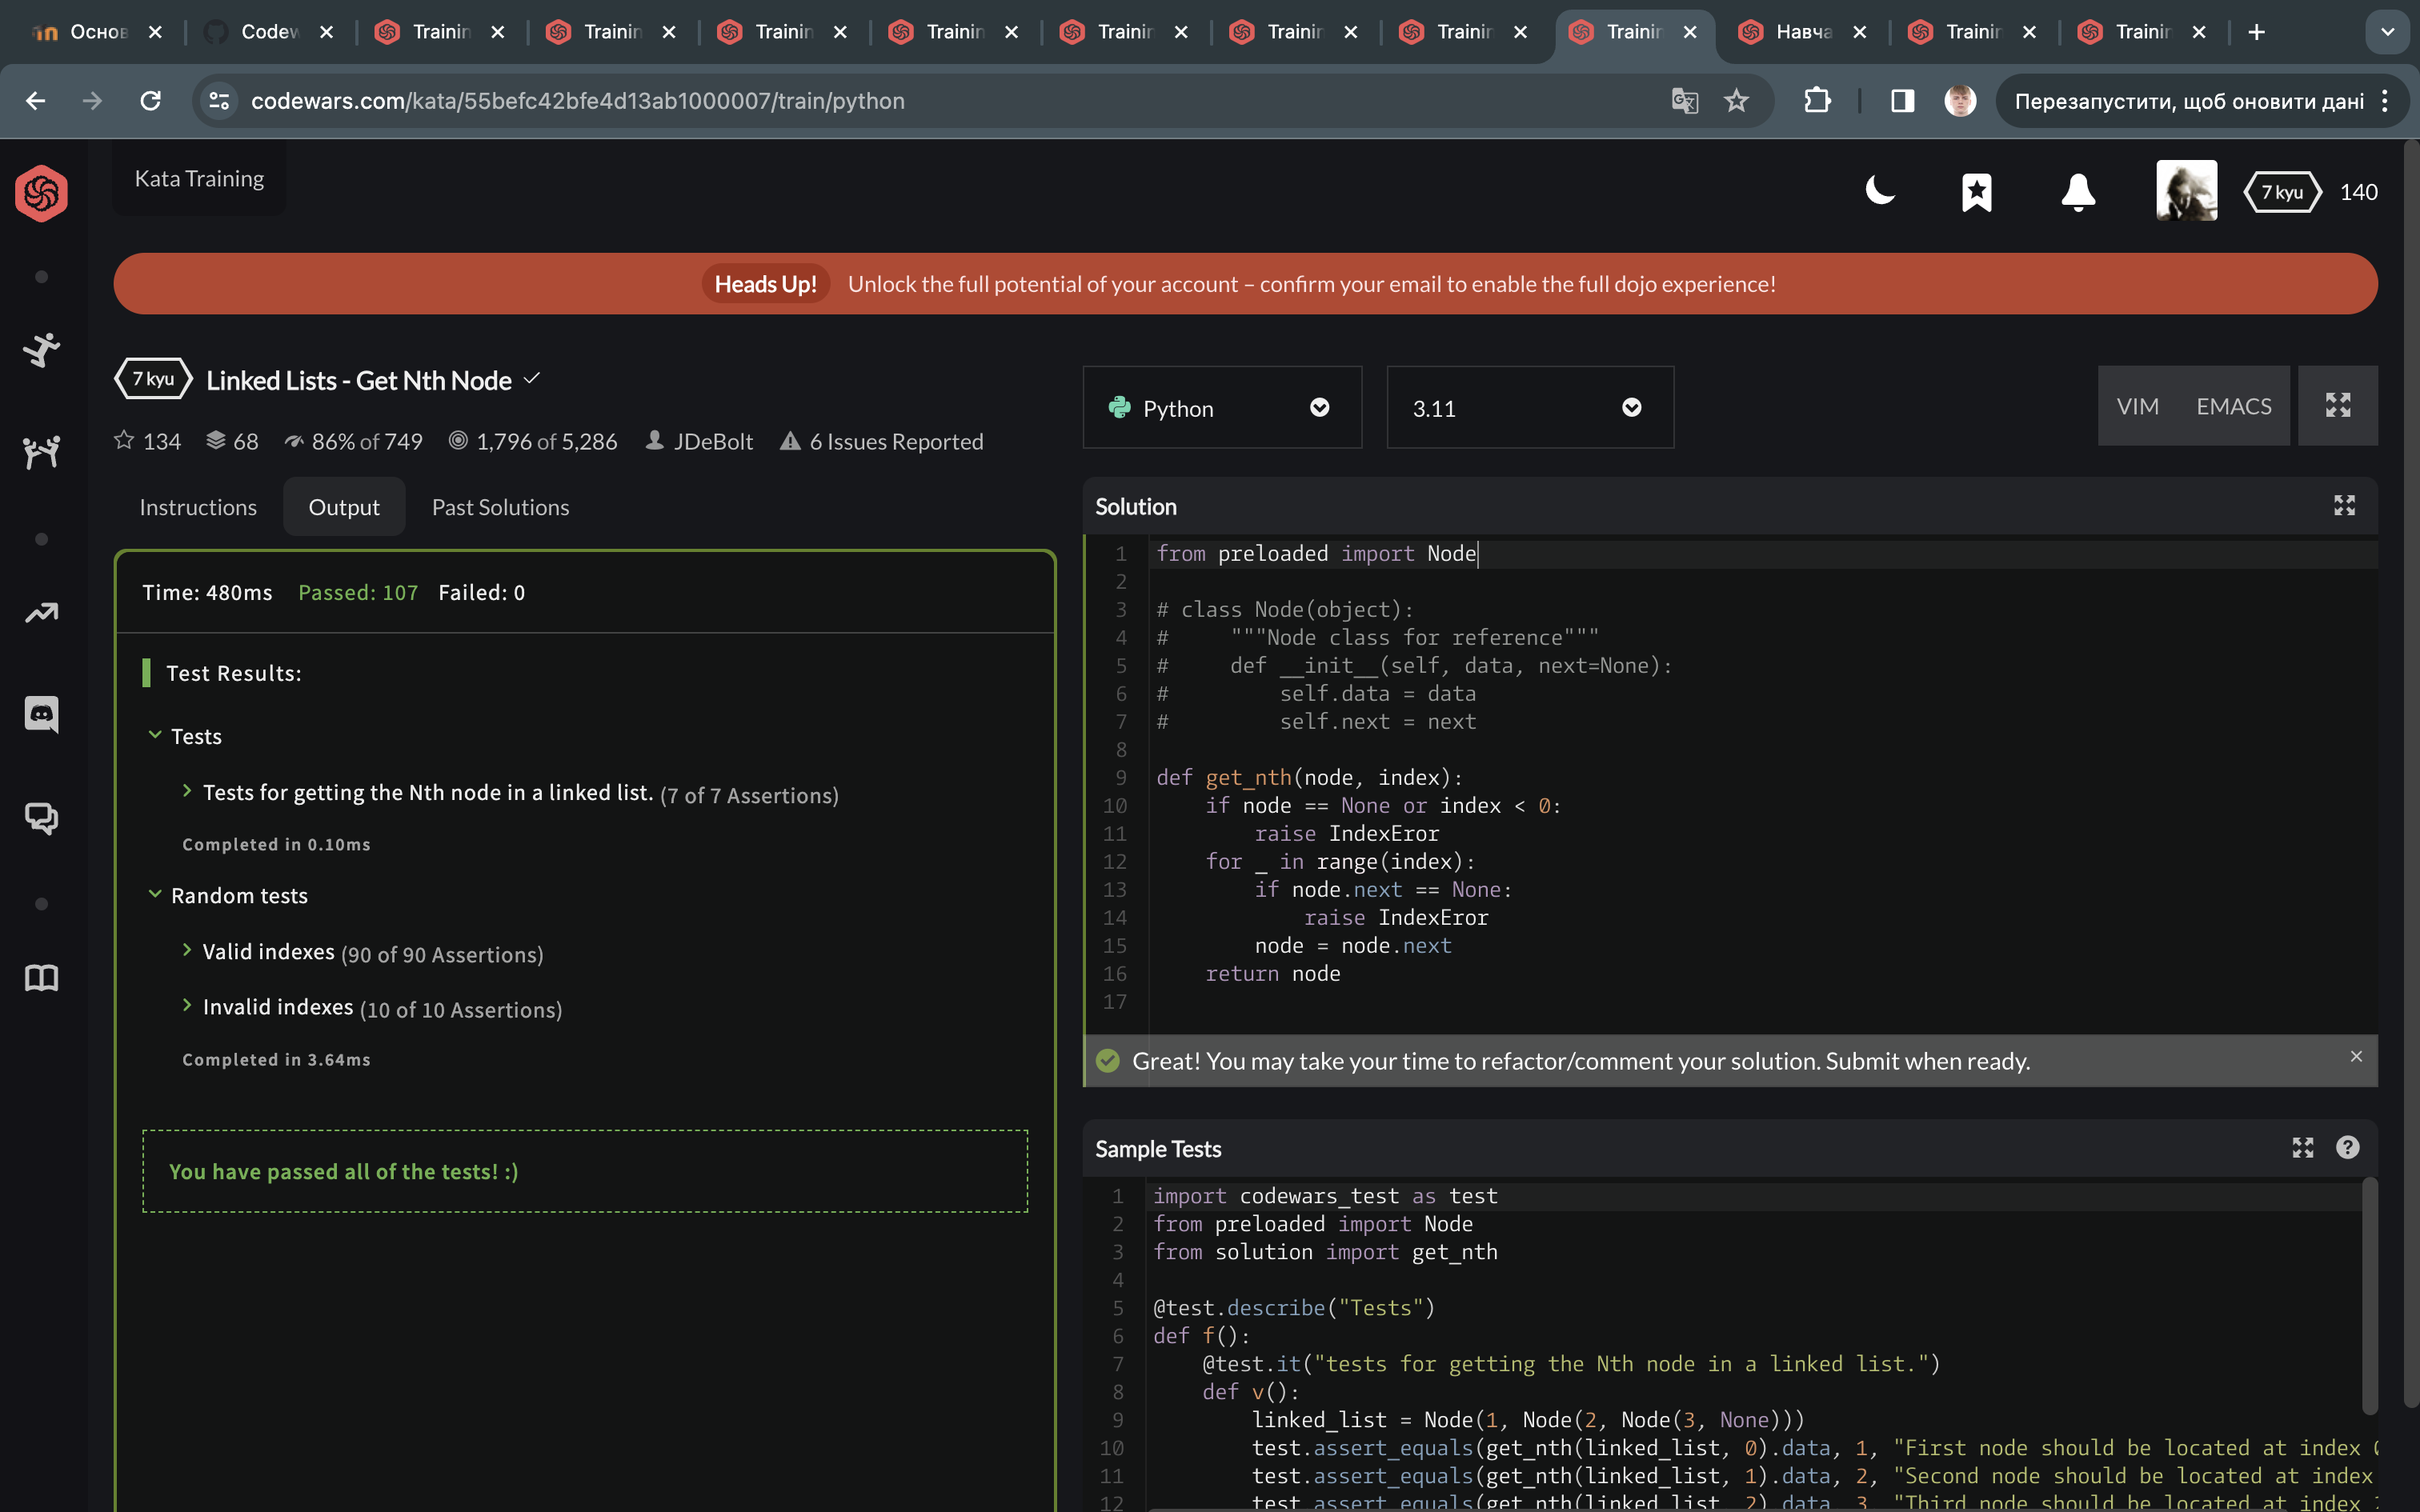 Основ
Codew
Trainin
Trainin
Trainin
Trainin
Trainin
Trainin
Trainin
Trainin
Навча
Trainin
Trainin
codewars.com/kata/55befc42bfe4d13ab1000007/train/python
Перезапустити, щоб оновити дані
Kata Training
7 kyu
140
Heads Up! Unlock the full potential of your account – confirm your email to enable the full dojo experience!
7 kyu Linked Lists - Get Nth Node
134 68 86% of 749 1,796 of 5,286 JDeBolt 6 Issues Reported
Python
3.11
VIM EMACS
Instructions Output Past Solutions
Time: 480ms Passed: 107 Failed: 0
Test Results:
Tests
Tests for getting the Nth node in a linked list. (7 of 7 Assertions)
Completed in 0.10ms
Random tests
Valid indexes (90 of 90 Assertions)
Invalid indexes (10 of 10 Assertions)
Completed in 3.64ms
You have passed all of the tests! :)
Solution
1 from preloaded import Node
2
3 # class Node(object):
4 #     """Node class for reference"""
5 #     def __init__(self, data, next=None):
6 #         self.data = data
7 #         self.next = next
8
9 def get_nth(node, index):
10     if node == None or index < 0:
11         raise IndexEror
12     for _ in range(index):
13         if node.next == None:
14             raise IndexEror
15         node = node.next
16     return node
17
Great! You may take your time to refactor/comment your solution. Submit when ready.
Sample Tests
1 import codewars_test as test
2 from preloaded import Node
3 from solution import get_nth
4
5 @test.describe("Tests")
6 def f():
7     @test.it("tests for getting the Nth node in a linked list.")
8     def v():
9         linked_list = Node(1, Node(2, Node(3, None)))
10         test.assert_equals(get_nth(linked_list, 0).data, 1, "First node should be located at index
11         test.assert_equals(get_nth(linked_list, 1).data, 2, "Second node should be located at index
12         test.assert_equals(get_nth(linked_list, 2).data, 3, "Third node should be located at index